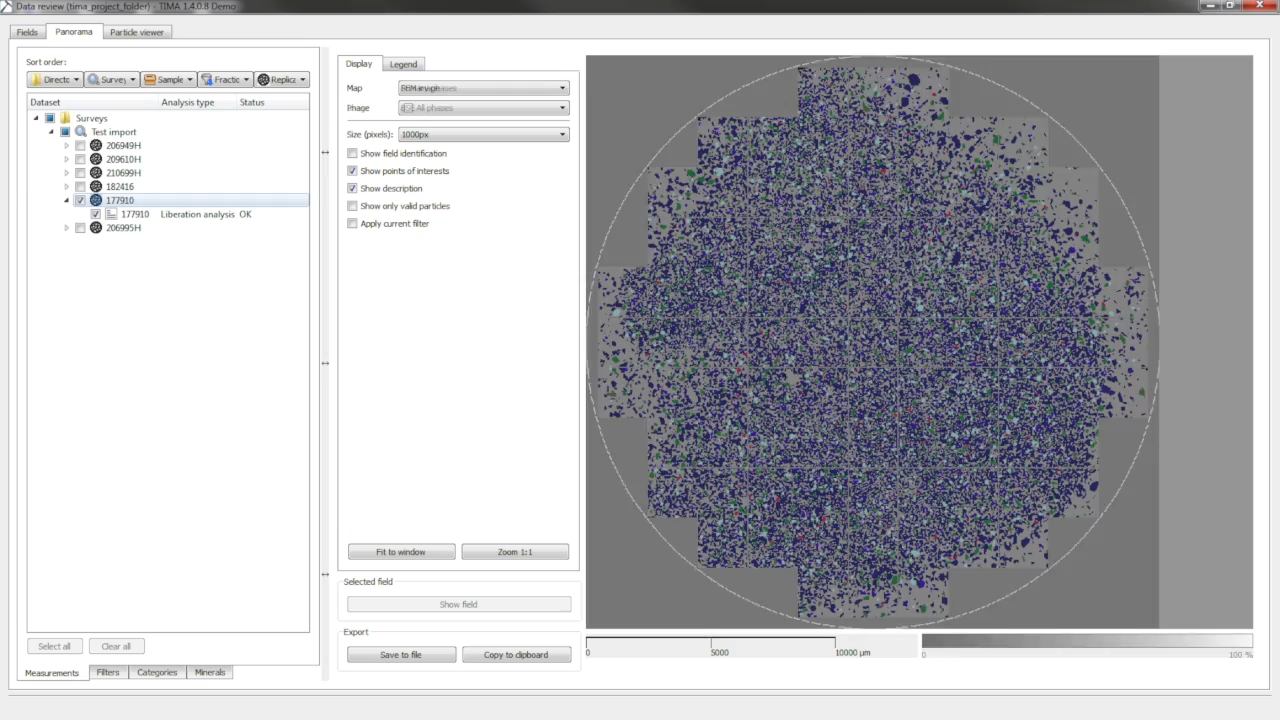 Data review (tima_project_folder) - TIMA 1.4.0.8 Demo
Fields Panorama Particle viewer
Sort order:
Directo Survey Sample Fractic Replica
Dataset Analysis type Status
Surveys
Test import
206949H
209610H
210699H
182416
177910
177910 Liberation analysis OK
206995H
Select all Clear all
Measurements Filters Categories Minerals
Display Legend
Map
All phases
Size (pixels): 1000px
Show field identification
Show points of interests
Show description
Show only valid particles
Apply current filter
Fit to window Zoom 1:1
Selected field
Show field
Export
Save to file Copy to clipboard
0 5000 10000 µm
0 100 %